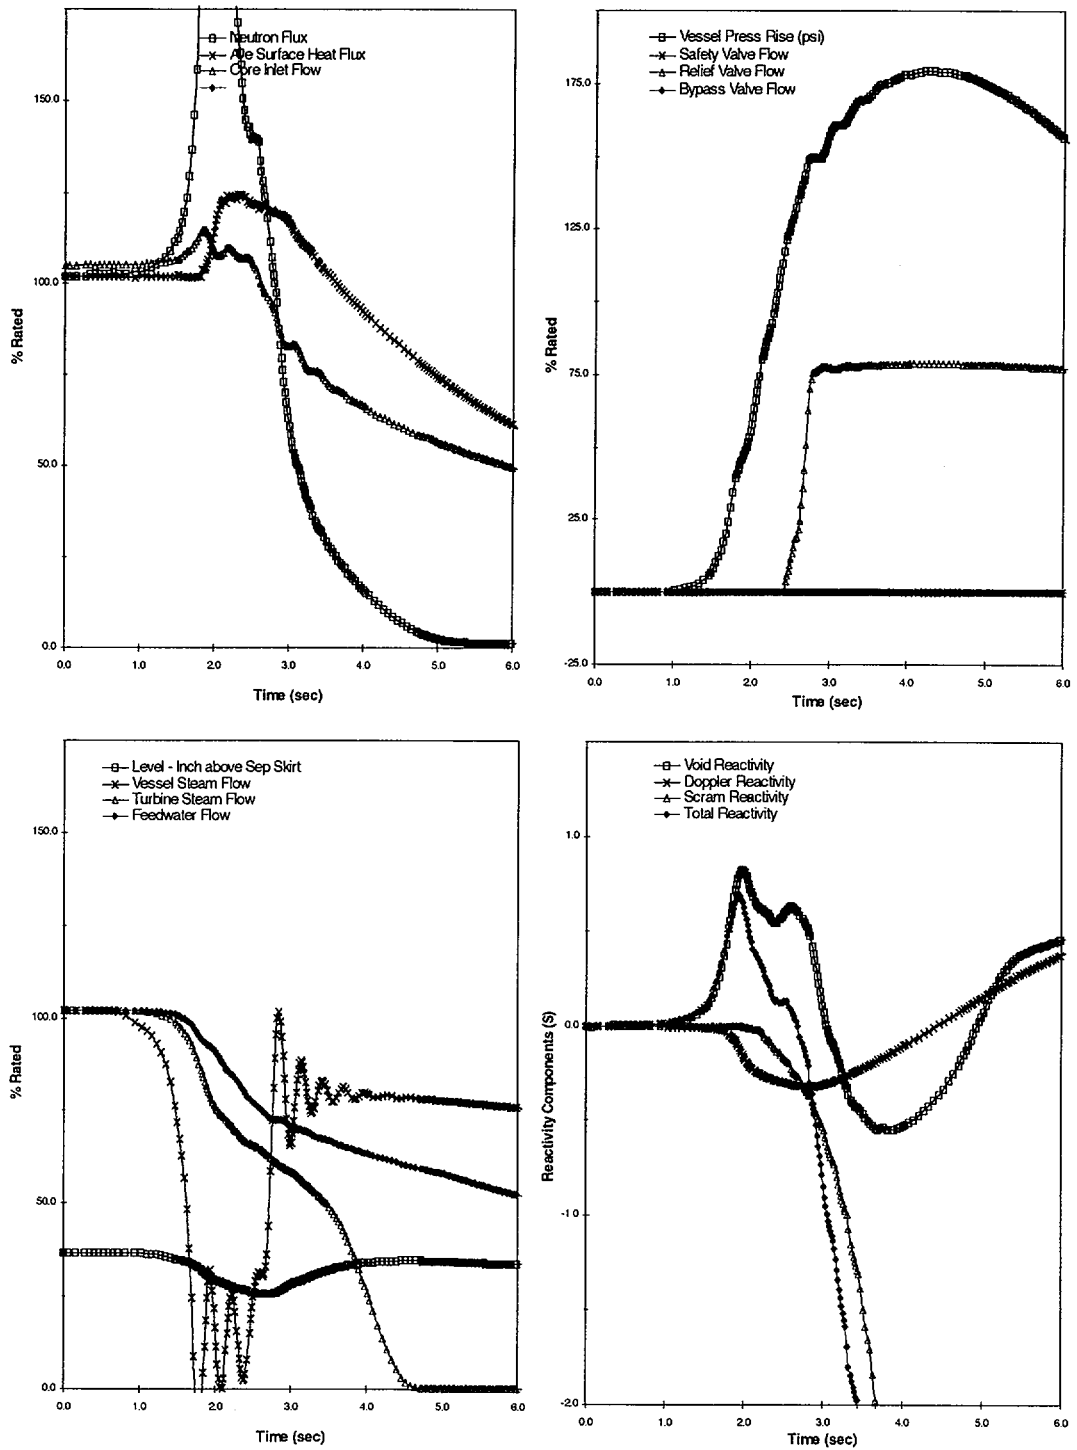 Neutron Flux
Ave Surface Heat Flux
Core Inlet Flow
150.0
100.0
50.0
0.0
% Rated
0.0 1.0 2.0 3.0 4.0 5.0 6.0
Time (sec)
Vessel Press Rise (psi)
Safety Valve Flow
Relief Valve Flow
Bypass Valve Flow
175.0
125.0
75.0
25.0
-25.0
% Rated
0.0 1.0 2.0 3.0 4.0 5.0 6.0
Time (sec)
Level - Inch above Sep Skirt
Vessel Steam Flow
Turbine Steam Flow
Feedwater Flow
150.0
100.0
50.0
0.0
% Rated
0.0 1.0 2.0 3.0 4.0 5.0 6.0
Time (sec)
Void Reactivity
Doppler Reactivity
Scram Reactivity
Total Reactivity
1.0
0.0
-1.0
-2.0
Reactivity Components ($)
0.0 1.0 2.0 3.0 4.0 5.0 6.0
Time (sec)